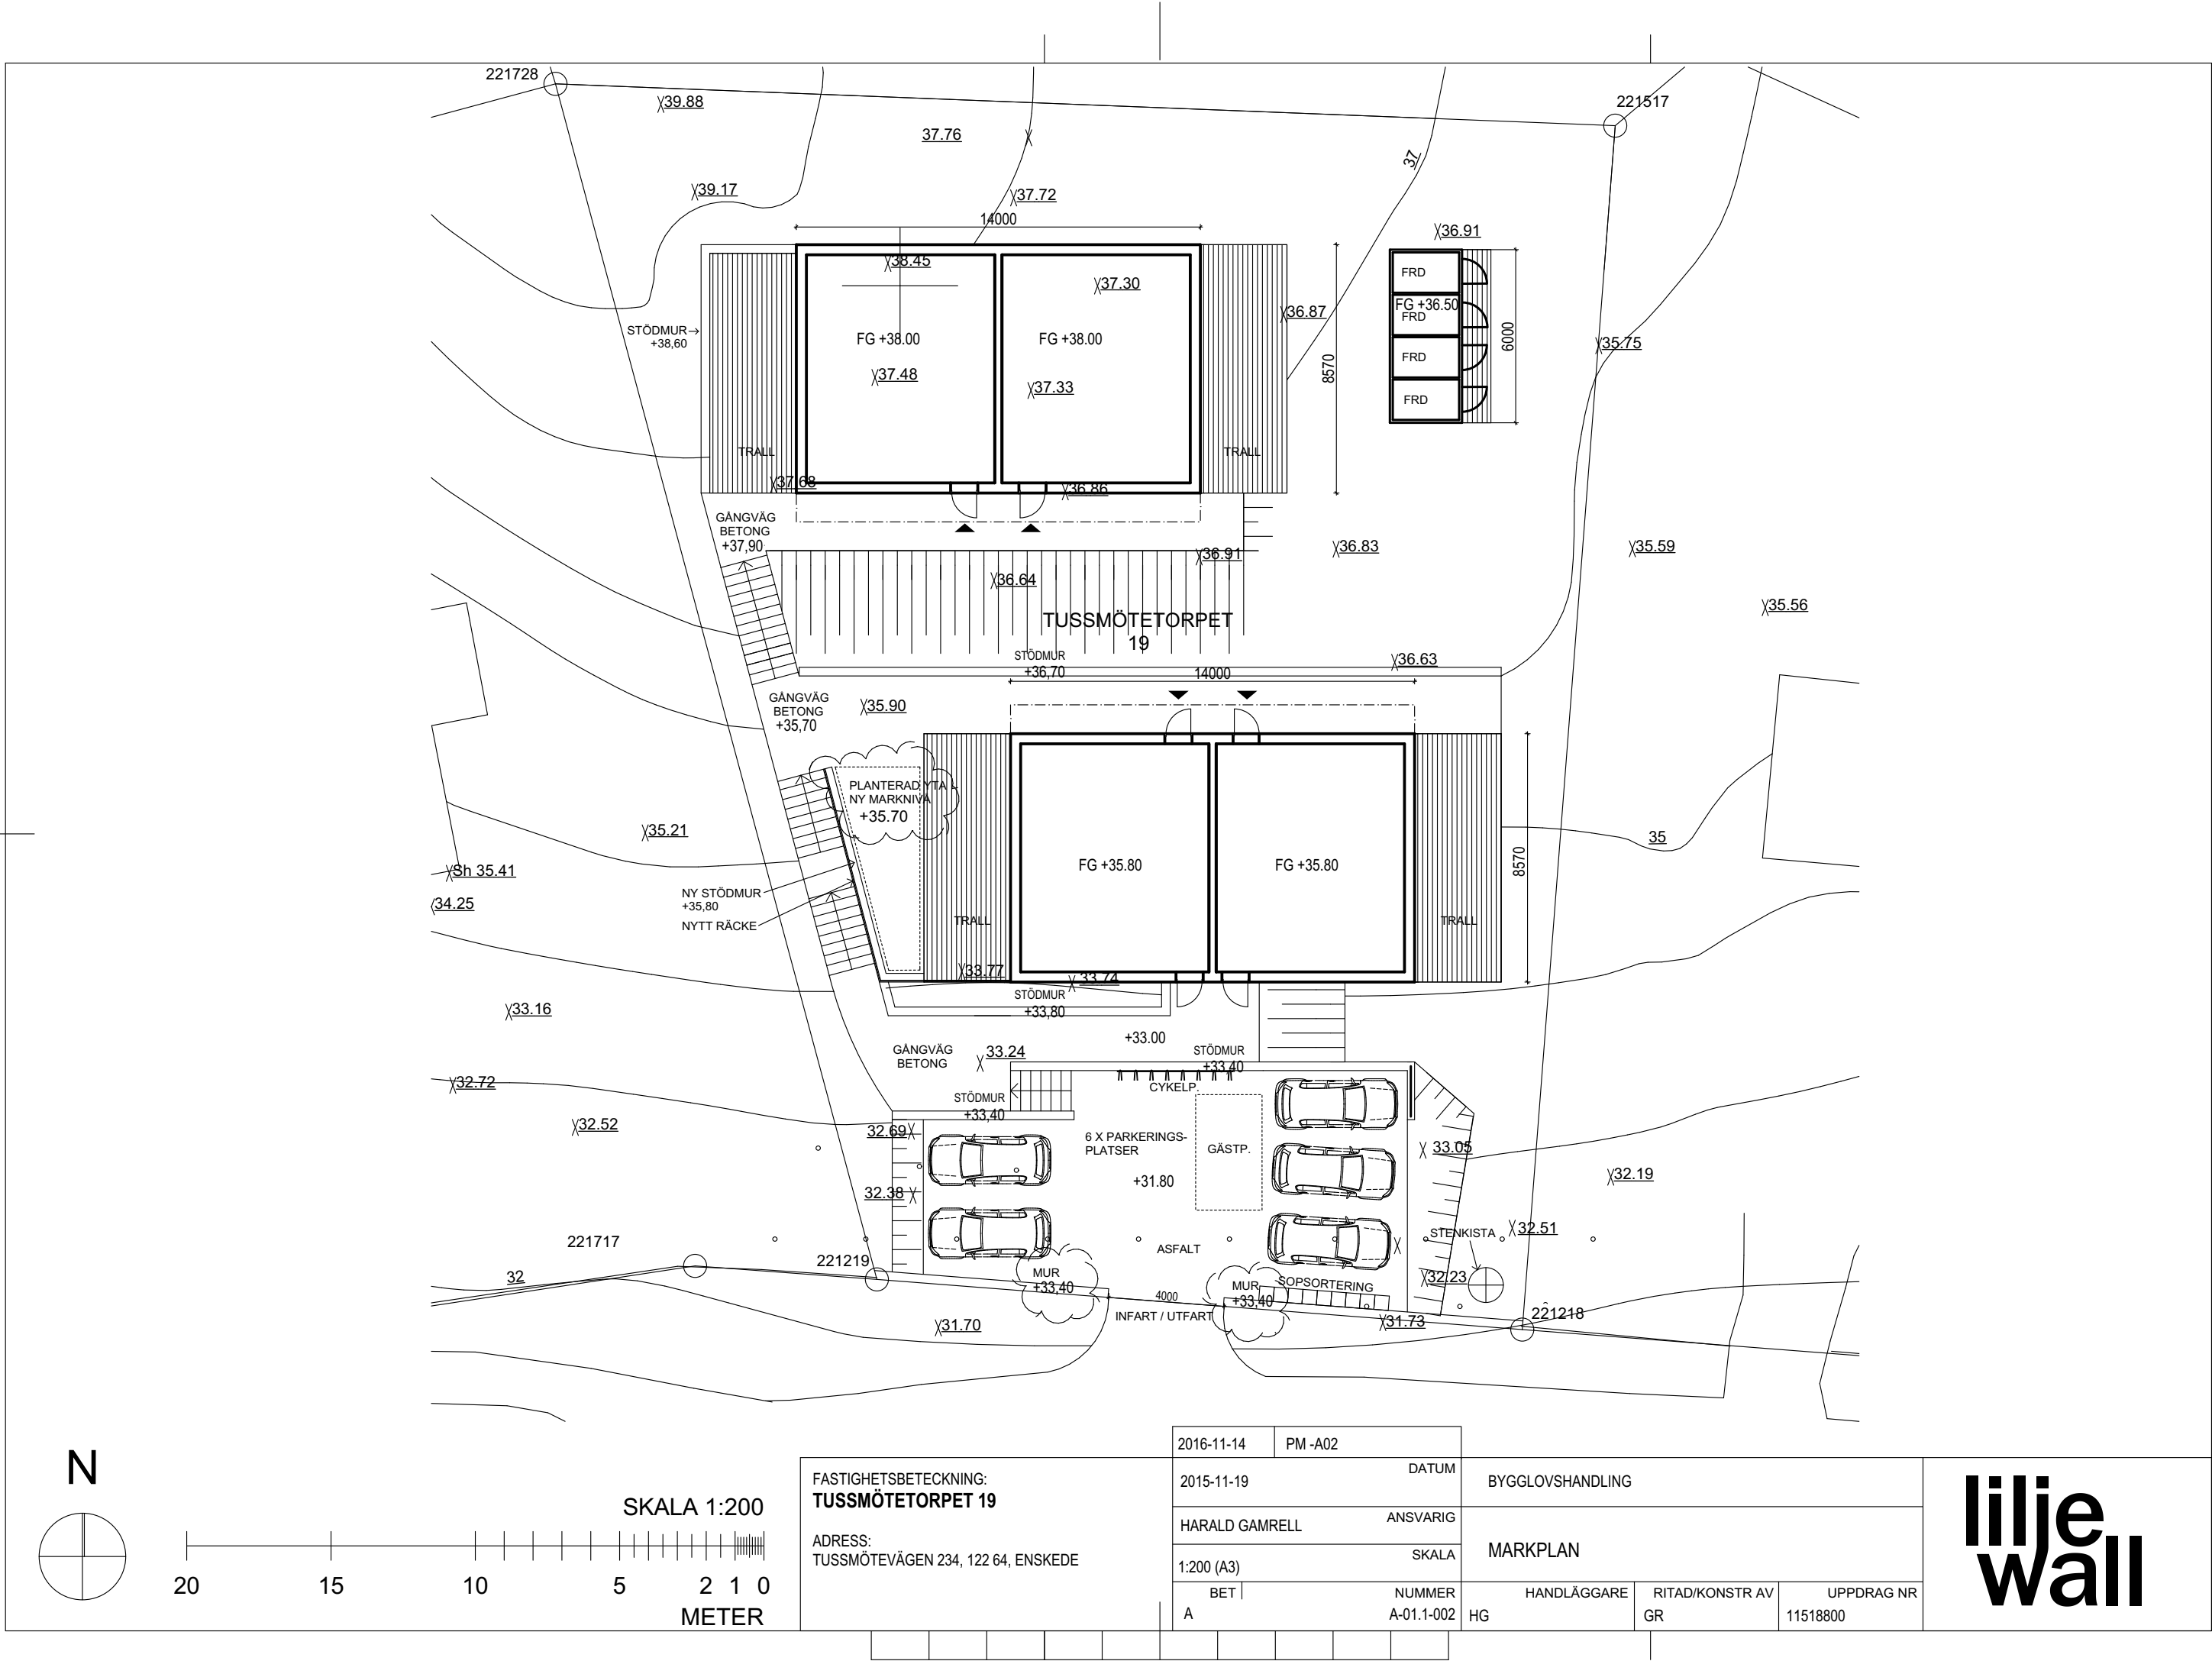 221728
39.88
221517
37.76
37
39.17
37.72
14000
36.91
38.45
37.30
FRD
FG +36.50
FRD
36.87
STÖDMUR
+38,60
FG +38.00
FG +38.00
6000
35.75
FRD
8570
37.48
37.33
FRD
TRALL
TRALL
37.68
36.86
GÅNGVÄG
BETONG
+37,90
36.91
36.83
35.59
36.64
35.56
TUSSMÖTETORPET
19
STÖDMUR
+36,70
36.63
14000
GÅNGVÄG
BETONG
+35,70
35.90
PLANTERAD YTA
NY MARKNIVÅ
+35.70
35.21
35
FG +35.80
FG +35.80
8570
Sh 35.41
34.25
NY STÖDMUR
+35,80
NYTT RÄCKE
TRALL
TRALL
33.77
33.74
STÖDMUR
+33,80
33.16
+33.00
GÅNGVÄG
BETONG
33.24
STÖDMUR
+33,40
32.72
CYKELP.
STÖDMUR
+33,40
32.52
32.69
6 X PARKERINGS-
PLATSER
GÄSTP.
33.05
32.19
+31.80
32.38
STENKISTA
32.51
221717
ASFALT
221219
MUR
+33,40
32
MUR
+33,40
SOPSORTERING
32.23
4000
INFART / UTFART
31.70
31.73
221218
N
SKALA 1:200
20 15 10 5 2 1 0
METER
FASTIGHETSBETECKNING:
TUSSMÖTETORPET 19
ADRESS:
TUSSMÖTEVÄGEN 234, 122 64, ENSKEDE
2016-11-14 PM -A02
DATUM
2015-11-19
ANSVARIG
HARALD GAMRELL
SKALA
1:200 (A3)
BET NUMMER
A A-01.1-002
BYGGLOVSHANDLING
MARKPLAN
HANDLÄGGARE RITAD/KONSTR AV UPPDRAG NR
HG GR 11518800
lilje
wall